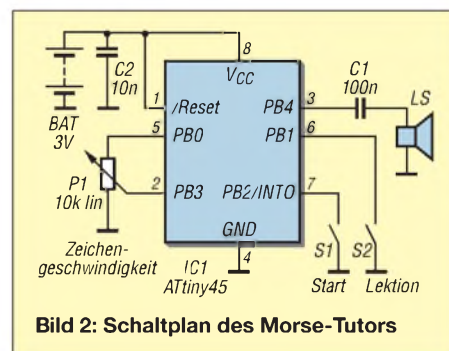 8
C2
10n
VCC
C1
100n
LS
1
/Reset
PB4
3
BAT
3V
5
PB0
PB1
6
P1
10k lin
2
PB3
PB2/INT0
7
GND
S1
S2
Zeichen-
geschwindigkeit
4
Start
Lektion
IC1
ATtiny45
Bild 2: Schaltplan des Morse-Tutors